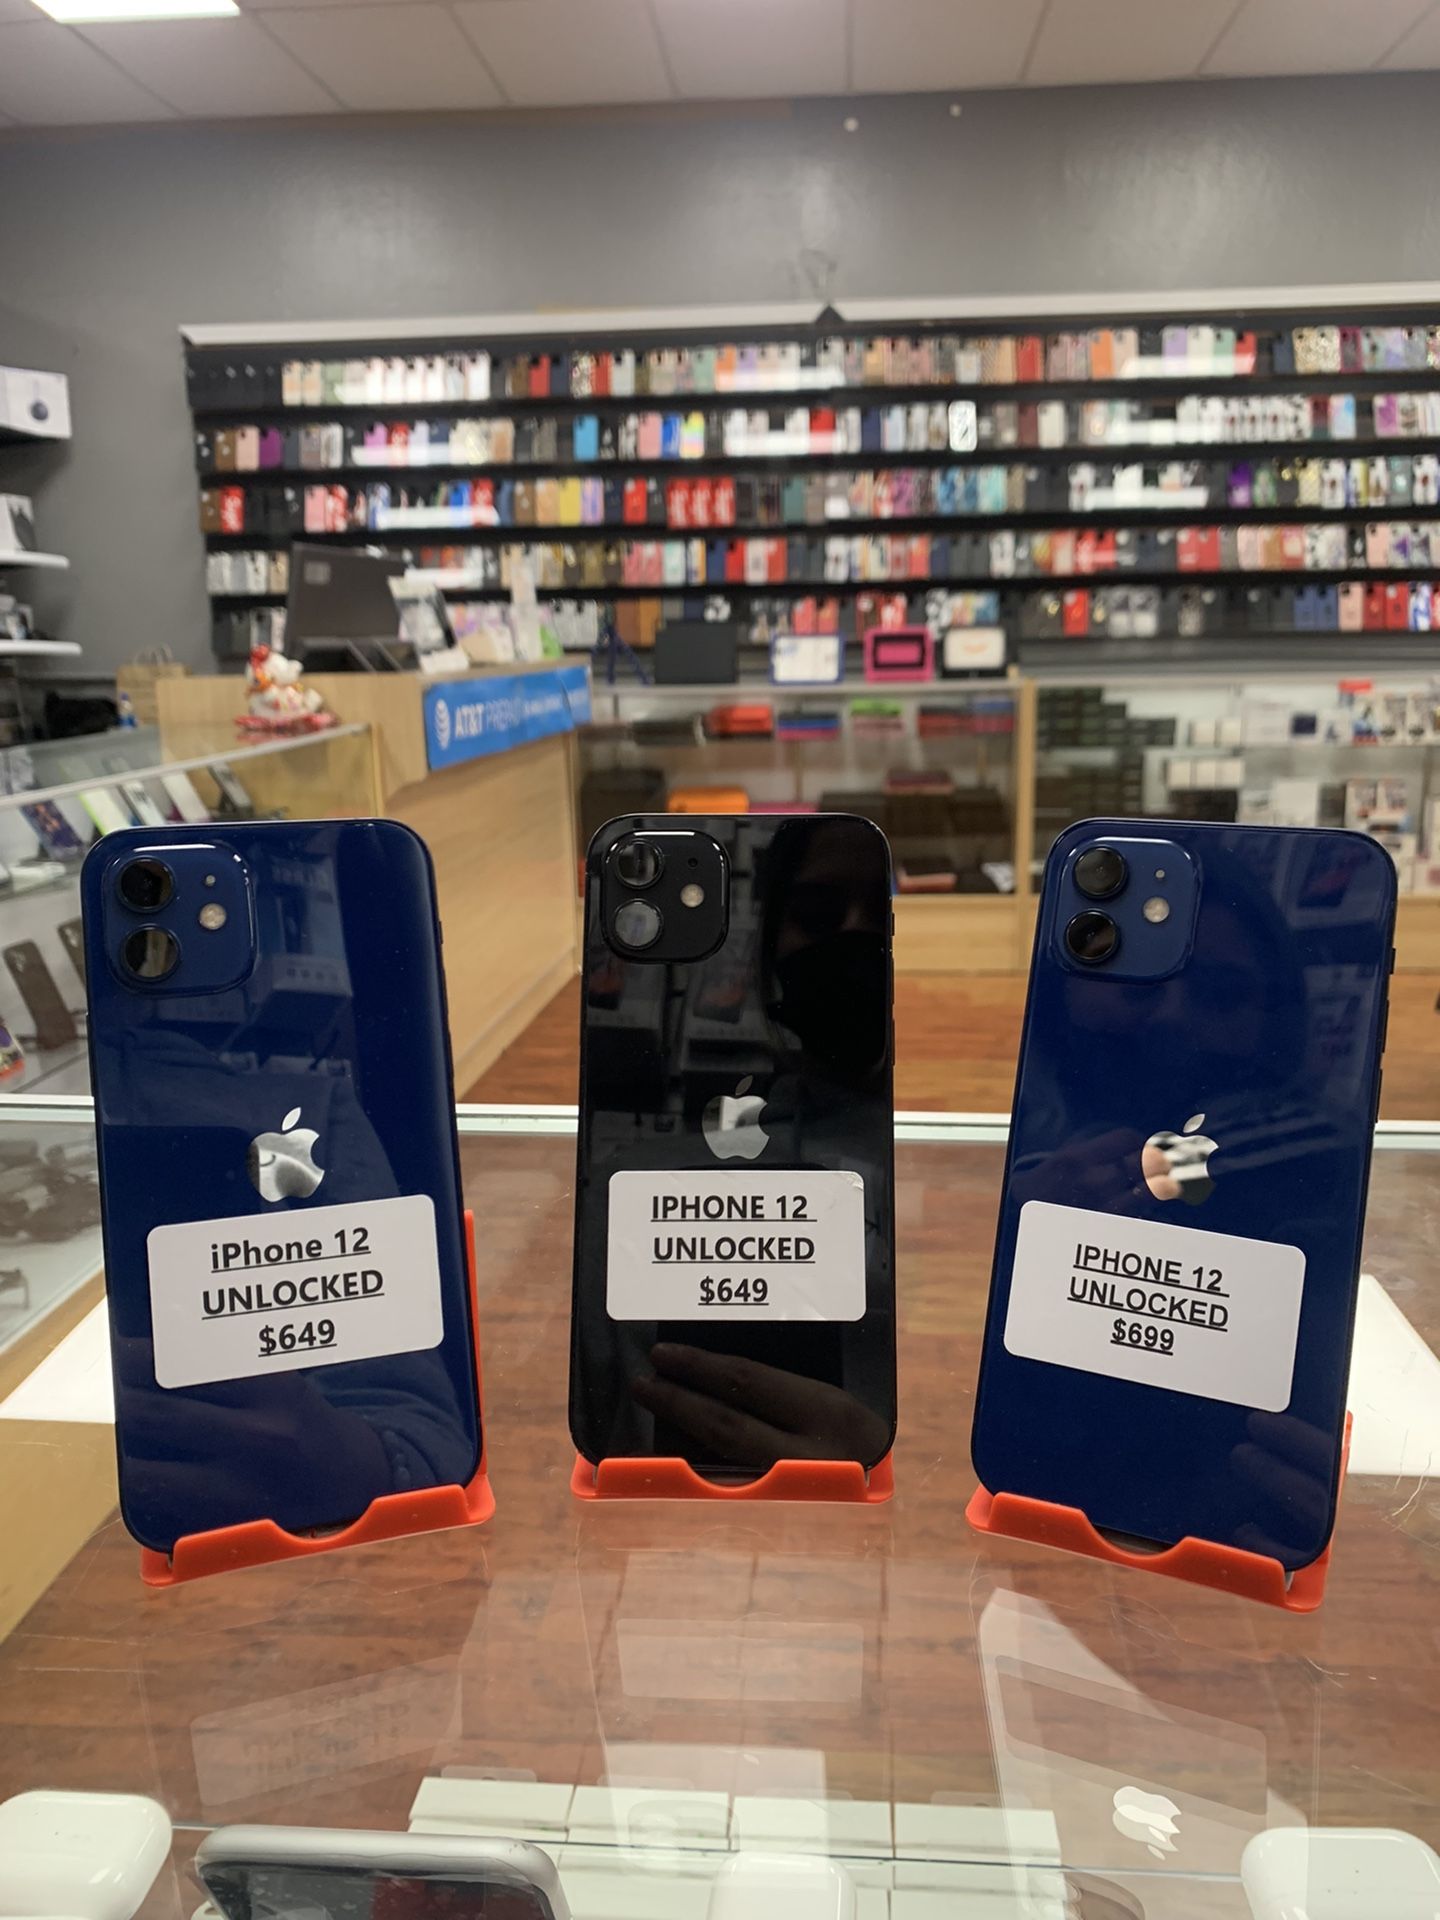 AT&T PREPAID
iPhone 12
UNLOCKED
$649
IPHONE 12
UNLOCKED
$649
IPHONE 12
UNLOCKED
$699